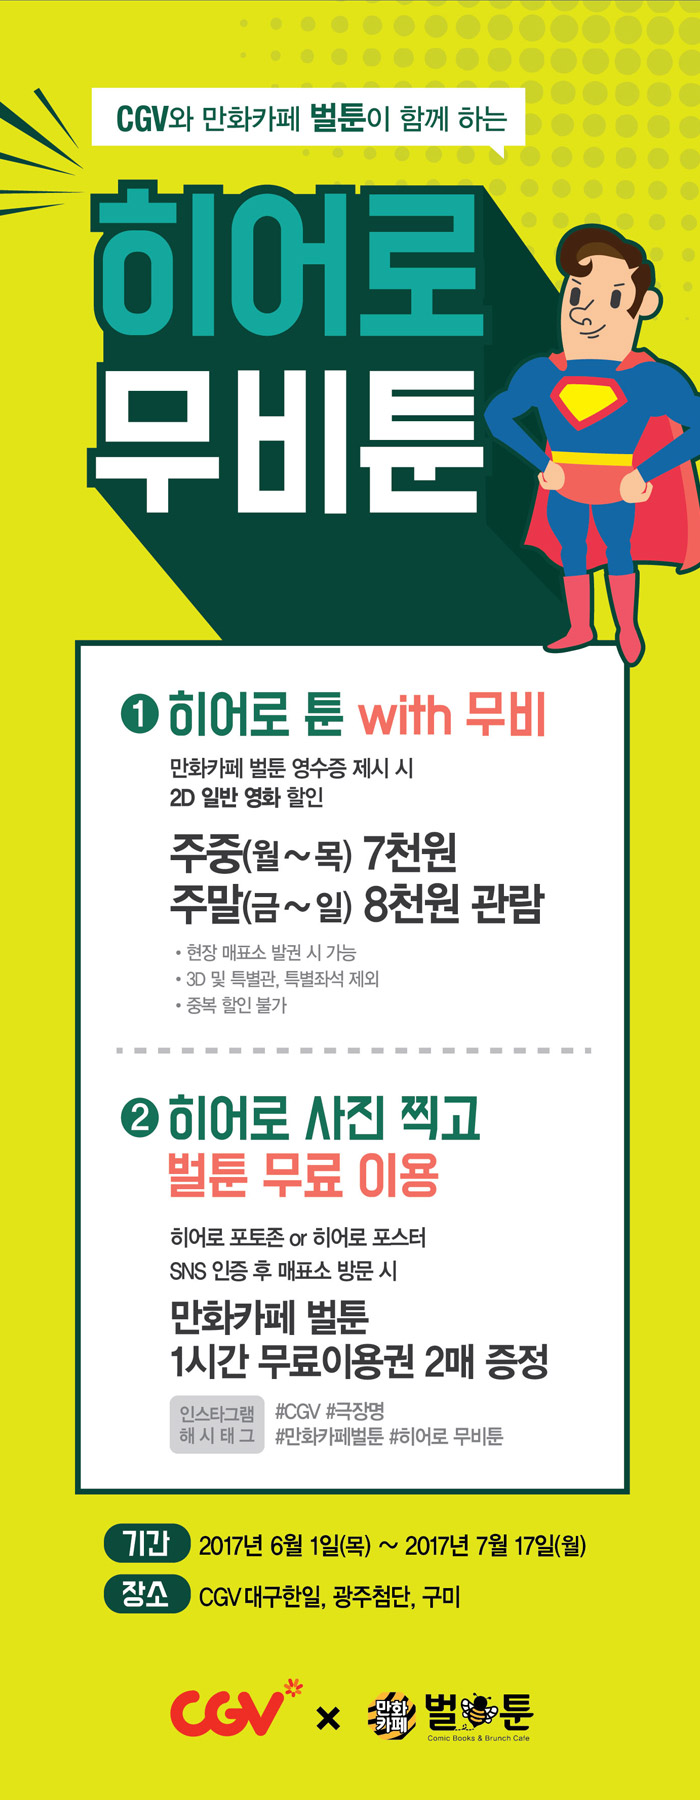 CGV와 만화카페 벌툰이 함께 하는
히어로
무비툰
1 히어로 툰 with 무비
만화카페 벌툰 영수증 제시 시
2D 일반 영화 할인
주중(월~목) 7천원
주말(금~일) 8천원 관람
• 현장 매표소 발권 시 가능
• 3D 및 특별관, 특별좌석 제외
• 중복 할인 불가
2 히어로 사진 찍고
벌툰 무료 이용
히어로 포토존 or 히어로 포스터
SNS 인증 후 매표소 방문 시
만화카페 벌툰
1시간 무료이용권 2매 증정
인스타그램
해시태그
#CGV #극장명
#만화카페벌툰 #히어로 무비툰
기간 2017년 6월 1일(목) ~ 2017년 7월 17일(월)
장소 CGV대구한일, 광주첨단, 구미
CGV × 만화카페 벌툰
Comic Books & Brunch Cafe